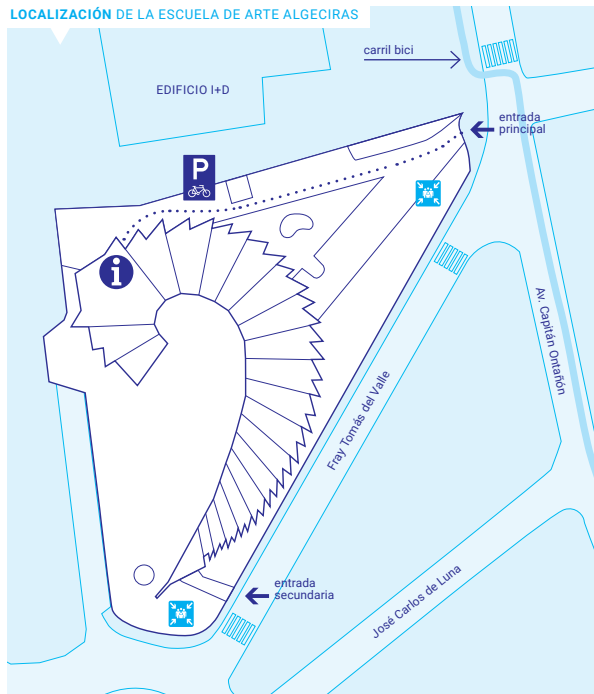 LOCALIZACIÓN DE LA ESCUELA DE ARTE ALGECIRAS
carril bici
EDIFICIO I+D
entrada
principal
P
i
Av. Capitán Ontañón
Fray Tomás del Valle
entrada
secundaria
José Carlos de Luna